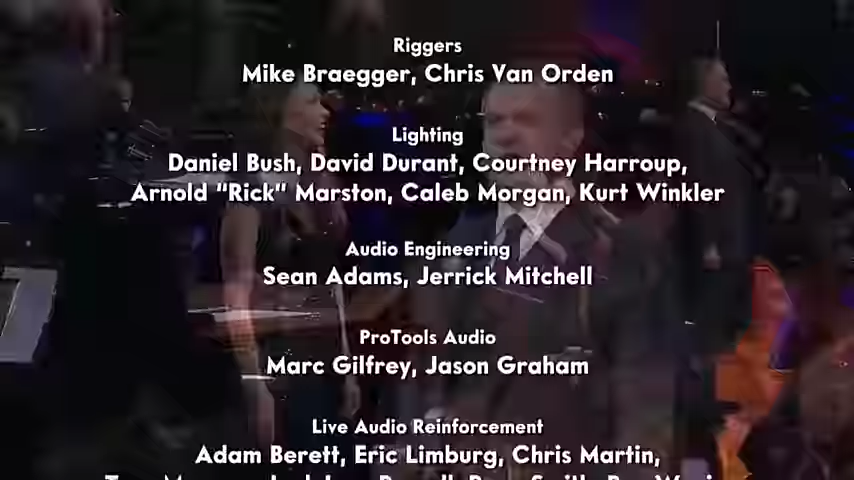 Riggers
Mike Braegger, Chris Van Orden
Lighting
Daniel Bush, David Durant, Courtney Harroup,
Arnold “Rick” Marston, Caleb Morgan, Kurt Winkler
Audio Engineering
Sean Adams, Jerrick Mitchell
ProTools Audio
Marc Gilfrey, Jason Graham
Live Audio Reinforcement
Adam Berett, Eric Limburg, Chris Martin,